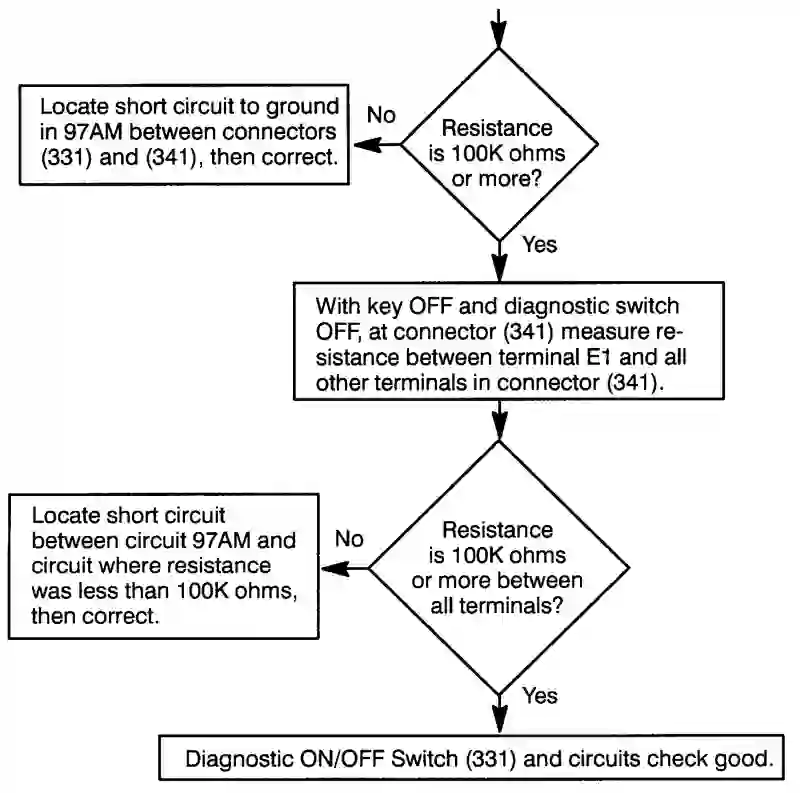 Resistance
is 100K ohms
or more?
No
Locate short circuit to ground
in 97AM between connectors
(331) and (341), then correct.
Yes
With key OFF and diagnostic switch
OFF, at connector (341) measure re-
sistance between terminal E1 and all
other terminals in connector (341).
Resistance
is 100K ohms
or more between
all terminals?
No
Locate short circuit
between circuit 97AM and
circuit where resistance
was less than 100K ohms,
then correct.
Yes
Diagnostic ON/OFF Switch (331) and circuits check good.